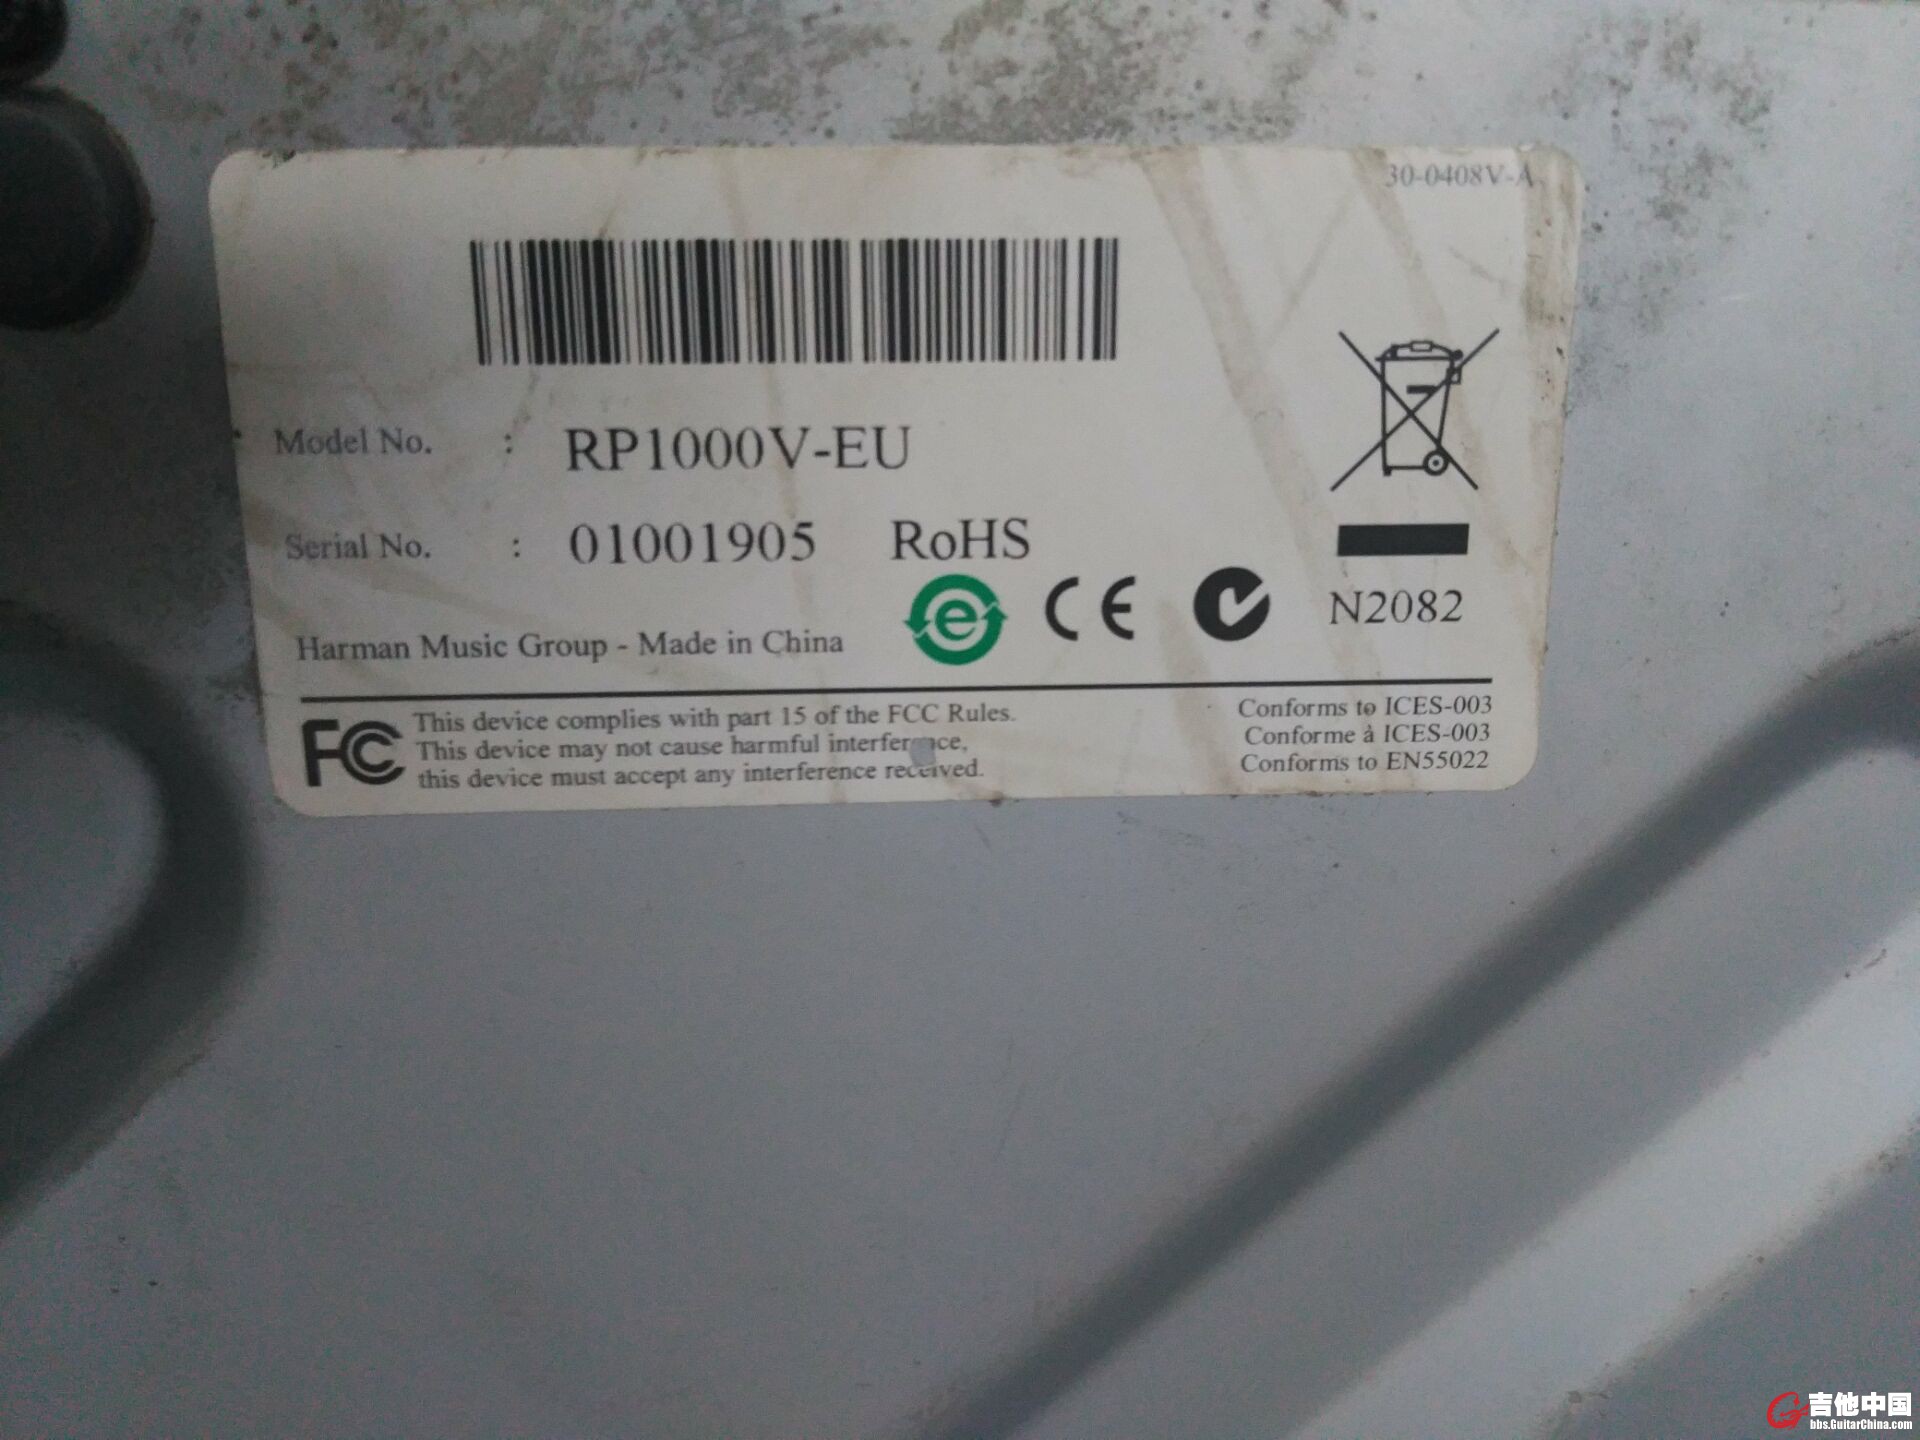 30-0408V-A
Model No. : RP1000V-EU
Serial No. : 01001905 RoHS
N2082
Harman Music Group - Made in China
FC This device complies with part 15 of the FCC Rules.
This device may not cause harmful interference,
this device must accept any interference received.
Conforms to ICES-003
Conforme à ICES-003
Conforms to EN55022
吉他中国
bbs.GuitarChina.com